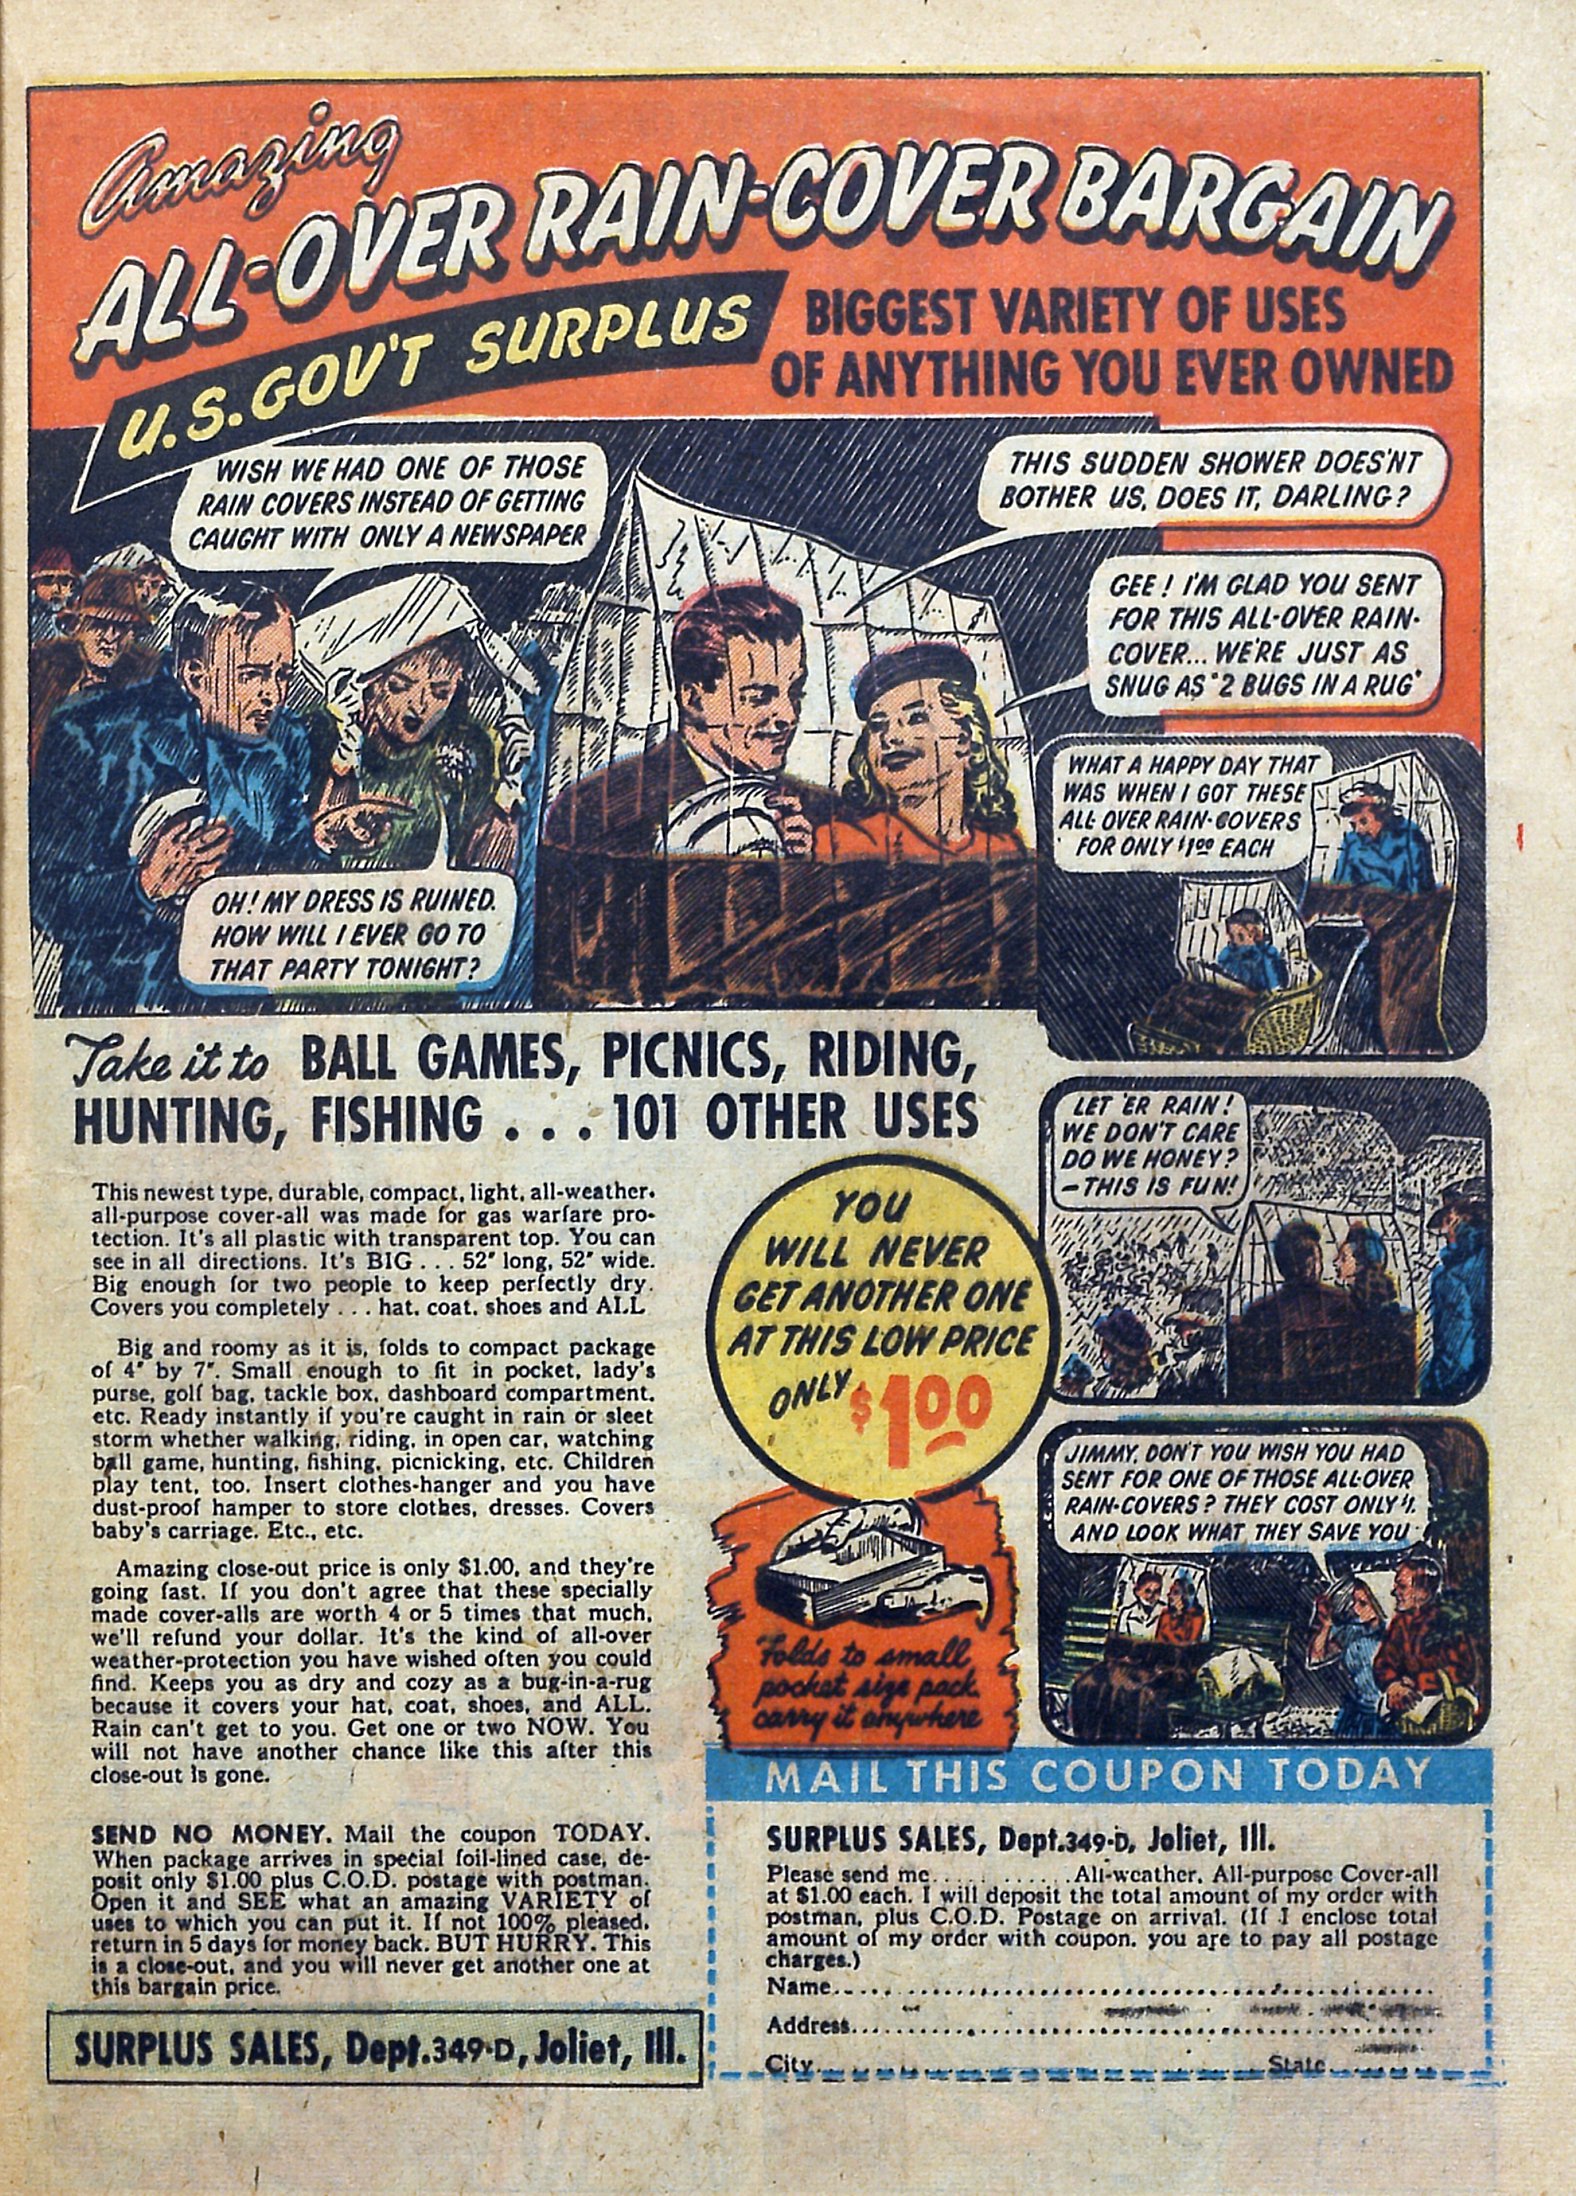 Amazing
ALL-OVER RAIN-COVER BARGAIN
U.S. GOV'T SURPLUS
BIGGEST VARIETY OF USES
OF ANYTHING YOU EVER OWNED
WISH WE HAD ONE OF THOSE
RAIN COVERS INSTEAD OF GETTING
CAUGHT WITH ONLY A NEWSPAPER
OH! MY DRESS IS RUINED.
HOW WILL I EVER GO TO
THAT PARTY TONIGHT?
THIS SUDDEN SHOWER DOES'NT
BOTHER US, DOES IT, DARLING?
GEE! I'M GLAD YOU SENT
FOR THIS ALL-OVER RAIN-
COVER... WE'RE JUST AS
SNUG AS "2 BUGS IN A RUG"
WHAT A HAPPY DAY THAT
WAS WHEN I GOT THESE
ALL OVER RAIN-COVERS
FOR ONLY $1.00 EACH
Take it to BALL GAMES, PICNICS, RIDING,
HUNTING, FISHING . . . 101 OTHER USES
LET 'ER RAIN!
WE DON'T CARE
DO WE HONEY?
-THIS IS FUN!
This newest type, durable, compact, light, all-weather,
all-purpose cover-all was made for gas warfare pro-
tection. It's all plastic with transparent top. You can
see in all directions. It's BIG . . . 52" long, 52" wide.
Big enough for two people to keep perfectly dry.
Covers you completely . . . hat, coat, shoes and ALL
Big and roomy as it is, folds to compact package
of 4" by 7". Small enough to fit in pocket, lady's
purse, golf bag, tackle box, dashboard compartment,
etc. Ready instantly if you're caught in rain or sleet
storm whether walking, riding, in open car, watching
ball game, hunting, fishing, picnicking, etc. Children
play tent, too. Insert clothes-hanger and you have
dust-proof hamper to store clothes, dresses. Covers
baby's carriage. Etc., etc.
Amazing close-out price is only $1.00, and they're
going fast. If you don't agree that these specially
made cover-alls are worth 4 or 5 times that much,
we'll refund your dollar. It's the kind of all-over
weather-protection you have wished often you could
find. Keeps you as dry and cozy as a bug-in-a-rug
because it covers your hat, coat, shoes, and ALL.
Rain can't get to you. Get one or two NOW. You
will not have another chance like this after this
close-out is gone.
SEND NO MONEY. Mail the coupon TODAY.
When package arrives in special foil-lined case, de-
posit only $1.00 plus C.O.D. postage with postman.
Open it and SEE what an amazing VARIETY of
uses to which you can put it. If not 100% pleased,
return in 5 days for money back. BUT HURRY. This
is a close-out, and you will never get another one at
this bargain price.
SURPLUS SALES, Dept. 349-D, Joliet, Ill.
YOU
WILL NEVER
GET ANOTHER ONE
AT THIS LOW PRICE
ONLY $1.00
Folds to small
pocket size pack
carry it anywhere
JIMMY, DON'T YOU WISH YOU HAD
SENT FOR ONE OF THOSE ALL-OVER
RAIN-COVERS? THEY COST ONLY $1.
AND LOOK WHAT THEY SAVE YOU
MAIL THIS COUPON TODAY
SURPLUS SALES, Dept. 349-D, Joliet, Ill.
Please send me...........All-weather, All-purpose Cover-all
at $1.00 each. I will deposit the total amount of my order with
postman, plus C.O.D. Postage on arrival. (If I enclose total
amount of my order with coupon, you are to pay all postage
charges.)
Name..........
Address..........
City.......... State..........